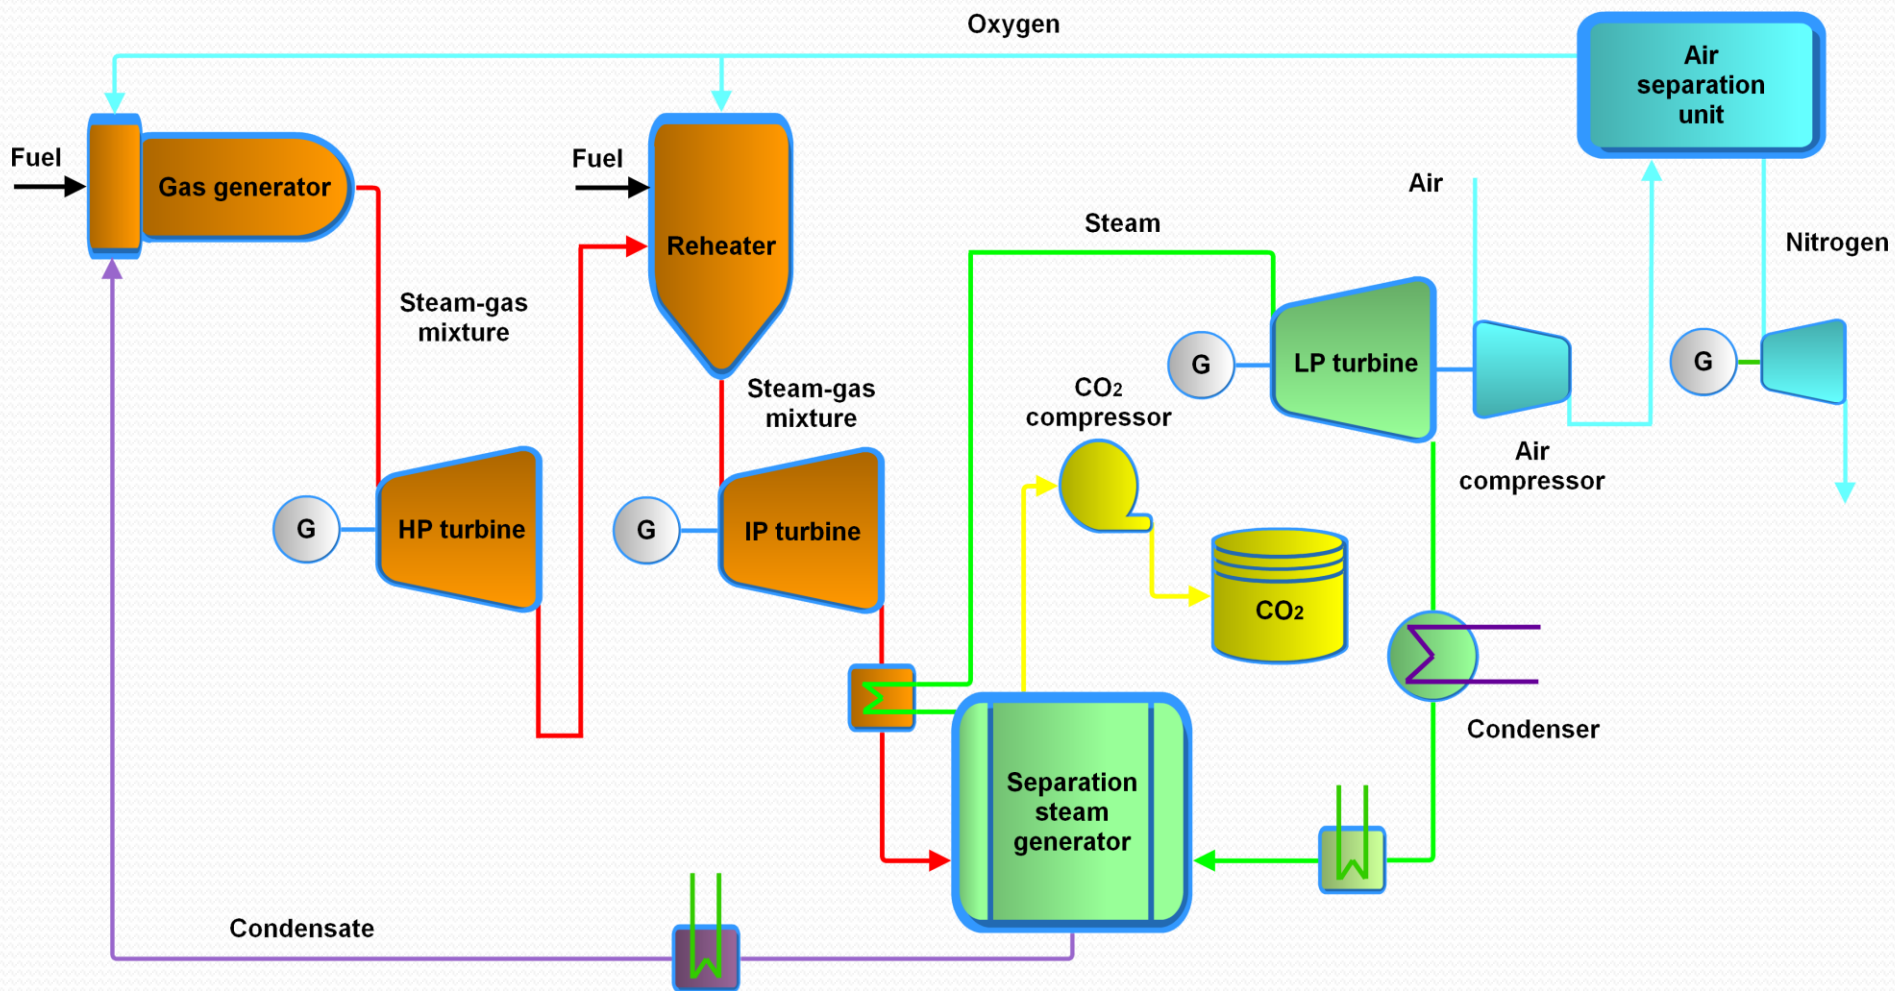 Oxygen
Air
separation
unit
Fuel
Gas generator
Fuel
Reheater
Air
Steam
Nitrogen
Steam-gas
mixture
G
LP turbine
G
Steam-gas
mixture
CO₂
compressor
Air
compressor
G
HP turbine
G
IP turbine
CO₂
Condenser
Separation
steam
generator
Condensate